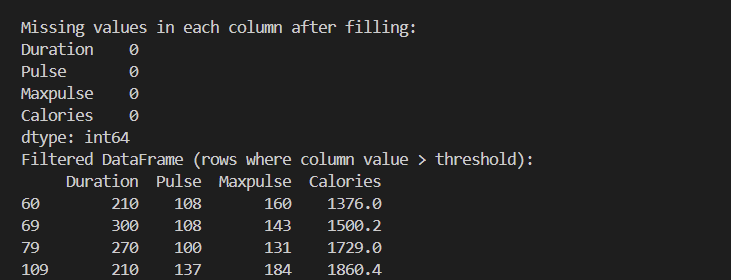 Missing values in each column after filling:
Duration    0
Pulse       0
Maxpulse    0
Calories    0
dtype: int64
Filtered DataFrame (rows where column value > threshold):
     Duration  Pulse  Maxpulse  Calories
60        210    108       160    1376.0
69        300    108       143    1500.2
79        270    100       131    1729.0
109       210    137       184    1860.4